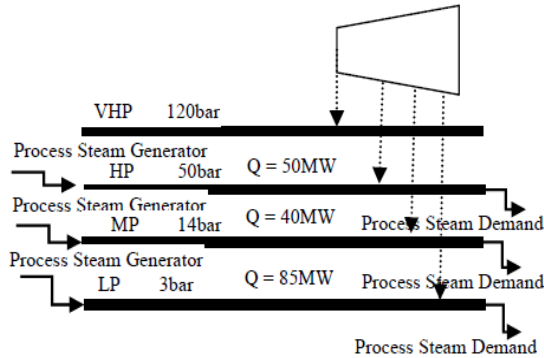 VHP 120bar
Process Steam Generator
HP 50bar Q = 50MW
Process Steam Generator
MP 14bar Q = 40MW
Process Steam Demand
Process Steam Generator
LP 3bar Q = 85MW
Process Steam Demand
Process Steam Demand